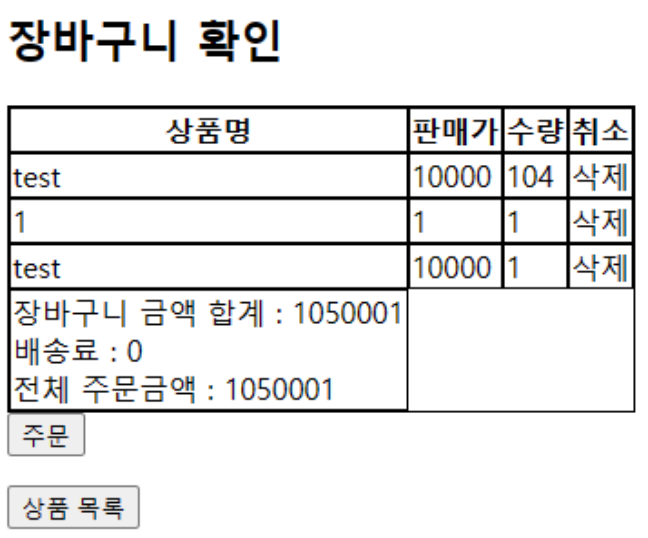 장바구니 확인
상품명 판매가 수량 취소
test 10000 104 삭제
1 1 1 삭제
test 10000 1 삭제
장바구니 금액 합계 : 1050001
배송료 : 0
전체 주문금액 : 1050001
주문
상품 목록